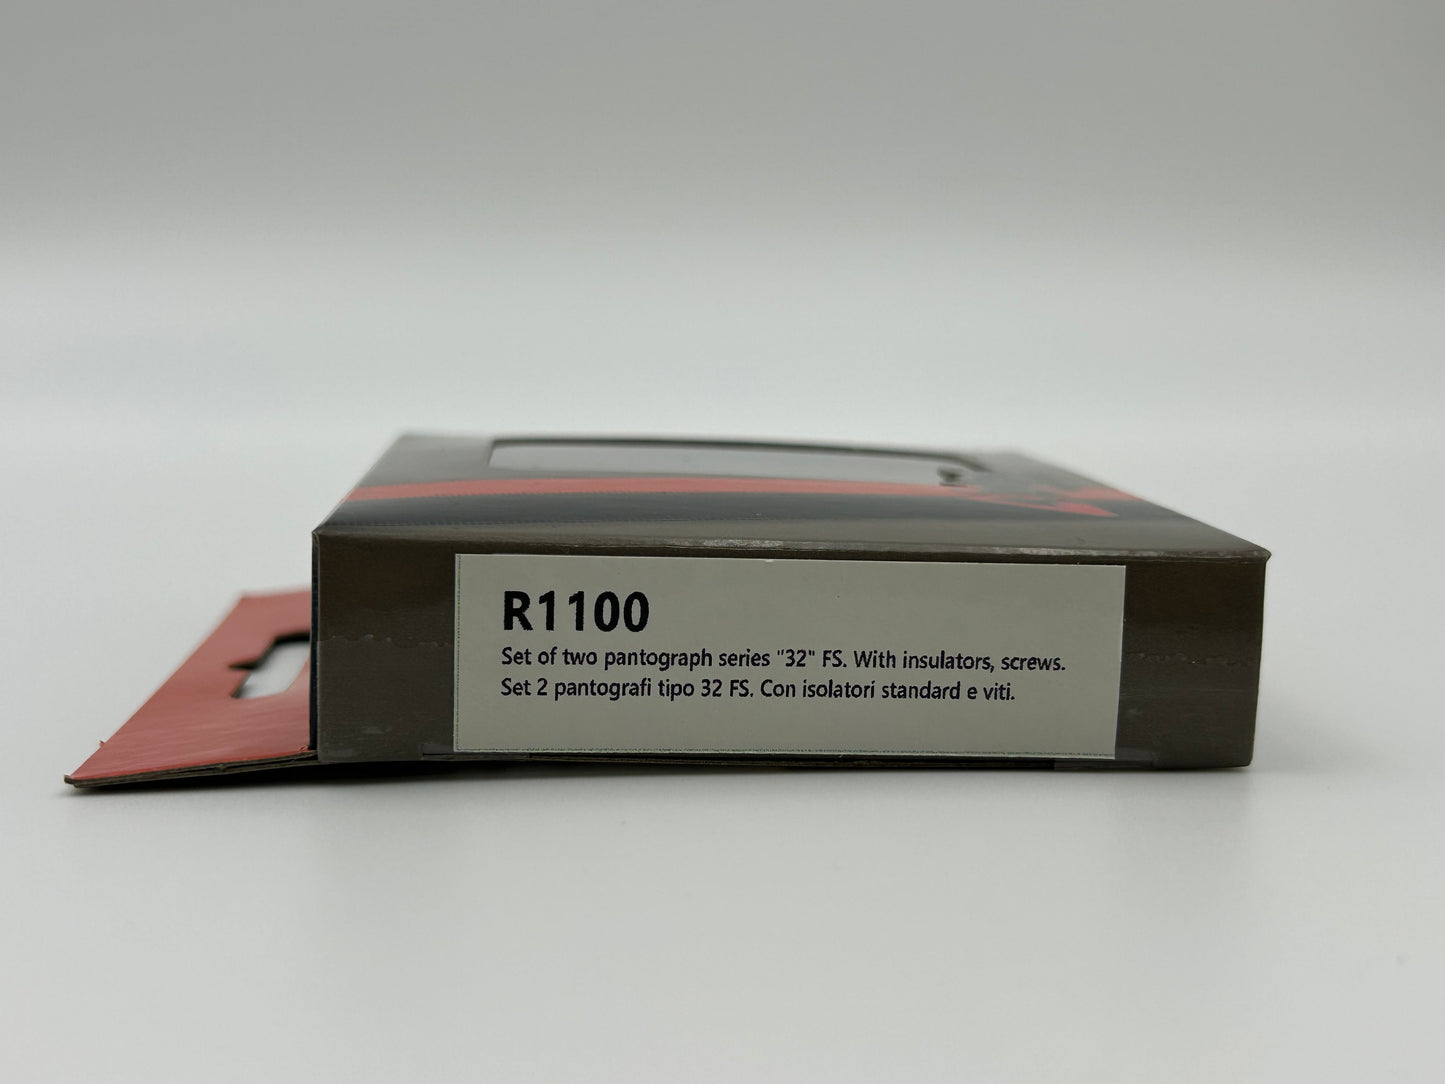 R1100
Set of two pantograph series "32" FS. With insulators, screws.
Set 2 pantografi tipo 32 FS. Con isolatori standard e viti.